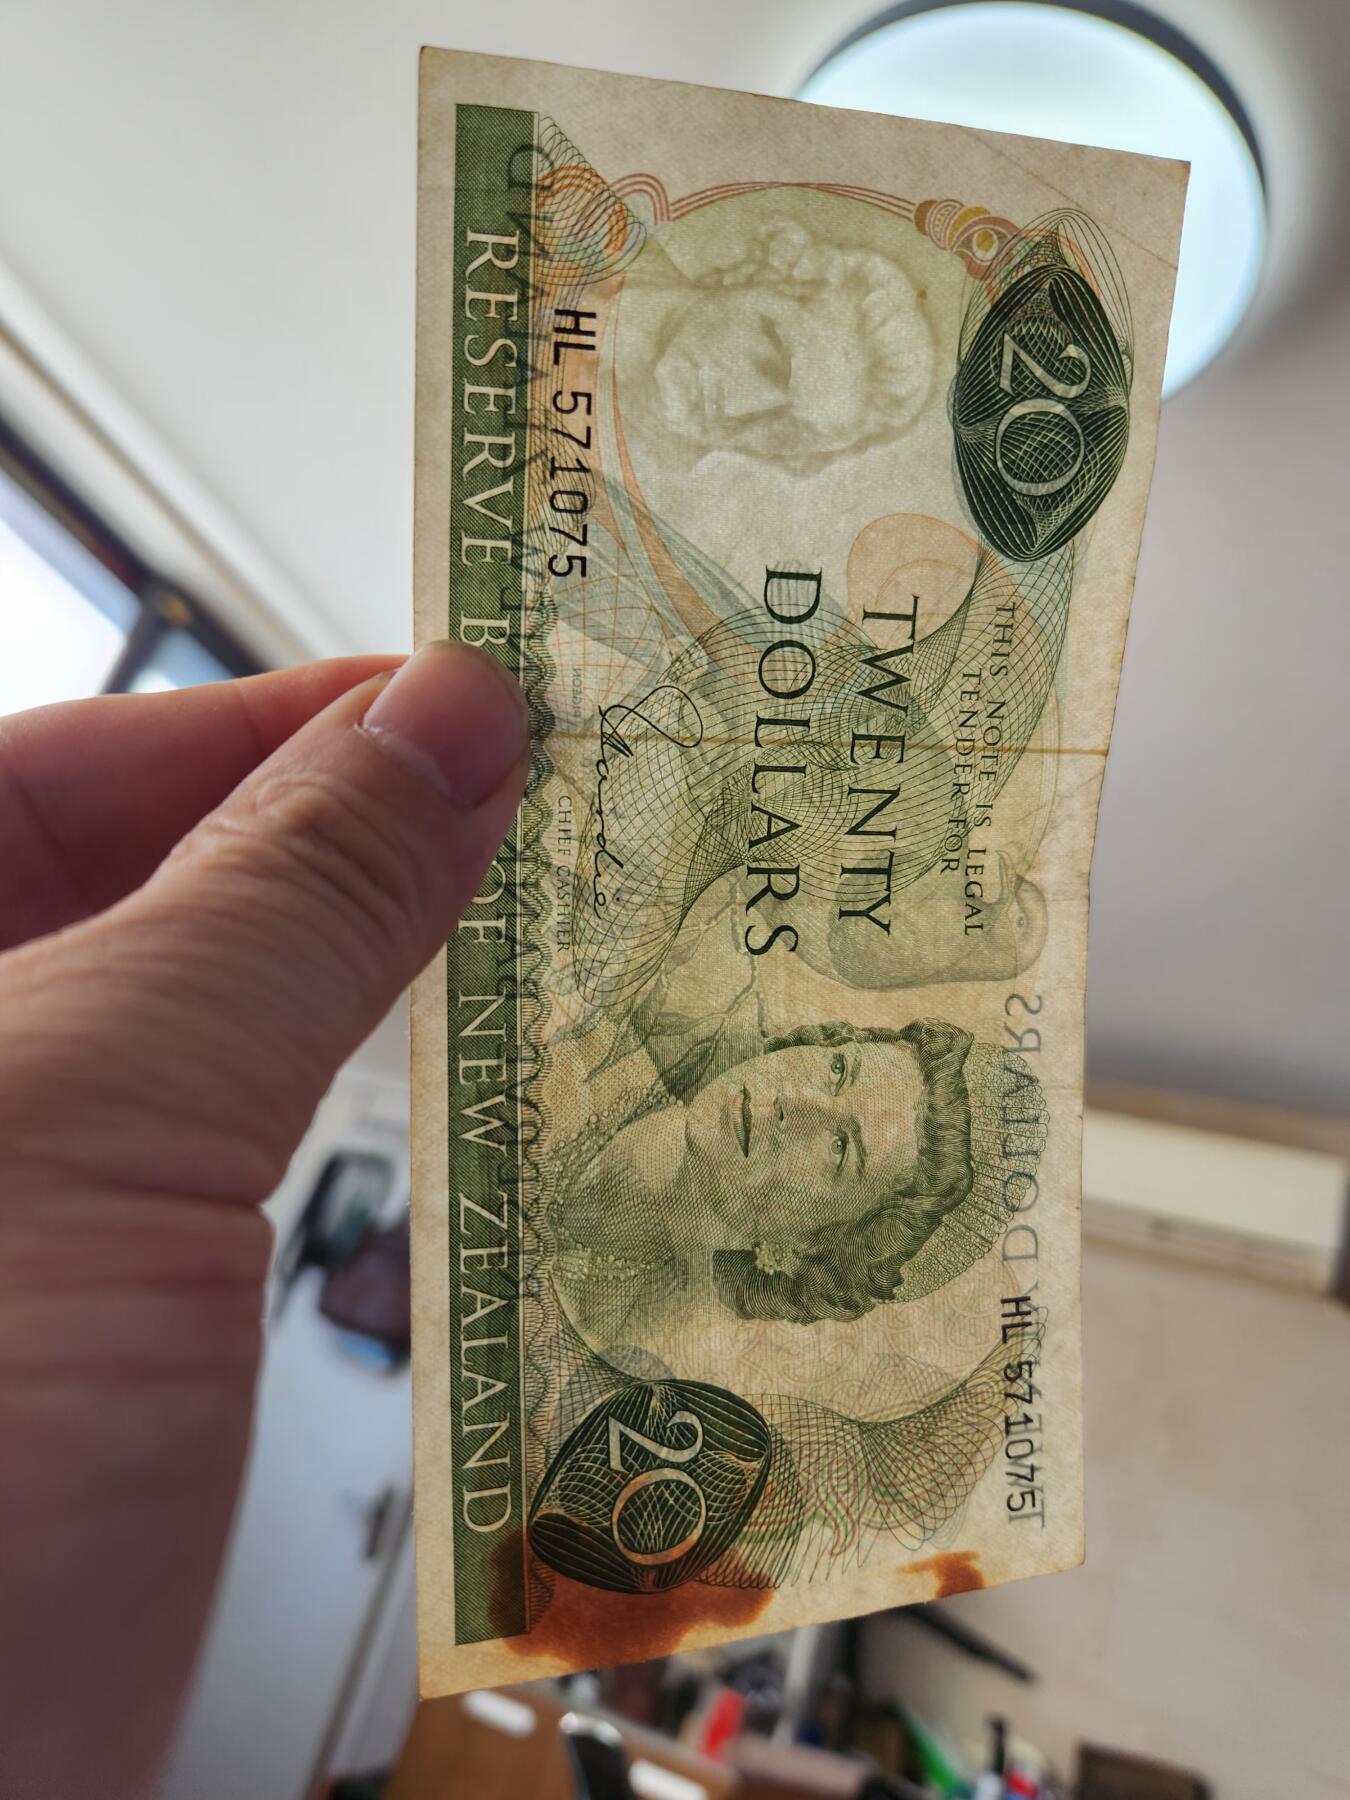 20
THIS NOTE IS LEGAL
TENDER FOR
TWENTY
DOLLARS
HL 571075
HL 571075
CHIEF CASHIER
RESERVE B OF NEW ZEALAND
20
DOLLARS